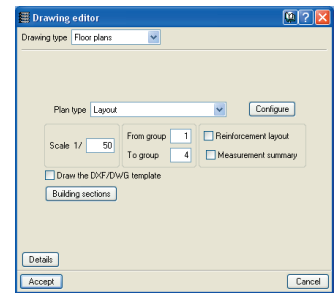 Drawing editor
Drawing type Floor plans
Plan type Layout Configure
Scale 1/ 50
From group 1
To group 4
Reinforcement layout
Measurement summary
Draw the DXF/DWG template
Building sections
Details
Accept Cancel